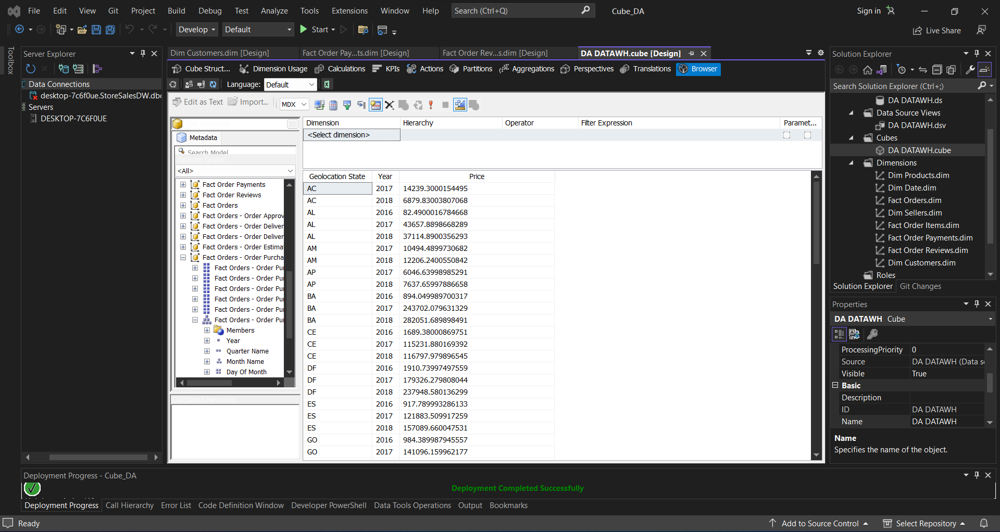 File Edit View Git Project Build Debug Test Analyze Tools Extensions Window Help Search (Ctrl+Q) Cube_DA Sign in
Develop Default Start Live Share
Toolbox
Server Explorer
Data Connections
desktop-7c6f0ue.StoreSalesDW.dbo
Servers
DESKTOP-7C6F0UE
Dim Customers.dim [Design] Fact Order Pay...ts.dim [Design] Fact Order Rev...s.dim [Design] DA DATAWH.cube [Design]
Cube Struct... Dimension Usage Calculations KPIs Actions Partitions Aggregations Perspectives Translations Browser
Language: Default
Edit as Text Import... MDX
Metadata
Search Model
Measure Group:
<All>
Fact Order Payments
Fact Order Reviews
Fact Orders
Fact Orders - Order Approv
Fact Orders - Order Deliver
Fact Orders - Order Deliver
Fact Orders - Order Estima
Fact Orders - Order Purcha
Fact Orders - Order Pu
Fact Orders - Order Pu
Fact Orders - Order Pu
Fact Orders - Order Pu
Fact Orders - Order Pu
Fact Orders - Order Pu
Members
Year
Quarter Name
Month Name
Day Of Month
Calculated Members
Dimension Hierarchy Operator Filter Expression Paramet...
<Select dimension>
Geolocation State Year Price
AC 2017 14239.3000154495
AC 2018 6879.83003807068
AL 2016 82.4900016784668
AL 2017 43657.8898668289
AL 2018 37114.8900356293
AM 2017 10494.4899730682
AM 2018 12206.2400550842
AP 2017 6046.63998985291
AP 2018 7637.65997886658
BA 2016 894.049989700317
BA 2017 243702.079631329
BA 2018 282051.689898491
CE 2016 1689.38000869751
CE 2017 115231.880169392
CE 2018 116797.979896545
DF 2016 1910.73997497559
DF 2017 179326.279808044
DF 2018 237948.580136299
ES 2016 917.789993286133
ES 2017 121883.509917259
ES 2018 157089.660047531
GO 2016 984.389987945557
GO 2017 141096.159962177
Solution Explorer
Search Solution Explorer (Ctrl+;)
DA DATAWH.ds
Data Source Views
DA DATAWH.dsv
Cubes
DA DATAWH.cube
Dimensions
Dim Products.dim
Dim Date.dim
Fact Orders.dim
Dim Sellers.dim
Fact Order Items.dim
Fact Order Payments.dim
Fact Order Reviews.dim
Dim Customers.dim
Roles
Solution Explorer Git Changes
Properties
DA DATAWH Cube
ProcessingPriority 0
Source DA DATAWH (Data s
Visible True
Basic
Description
ID DA DATAWH
Name DA DATAWH
Name
Specifies the name of the object.
Deployment Progress - Cube_DA
Deployment Completed Successfully
Deployment Progress Call Hierarchy Error List Code Definition Window Developer PowerShell Data Tools Operations Output Bookmarks
Ready Add to Source Control Select Repository